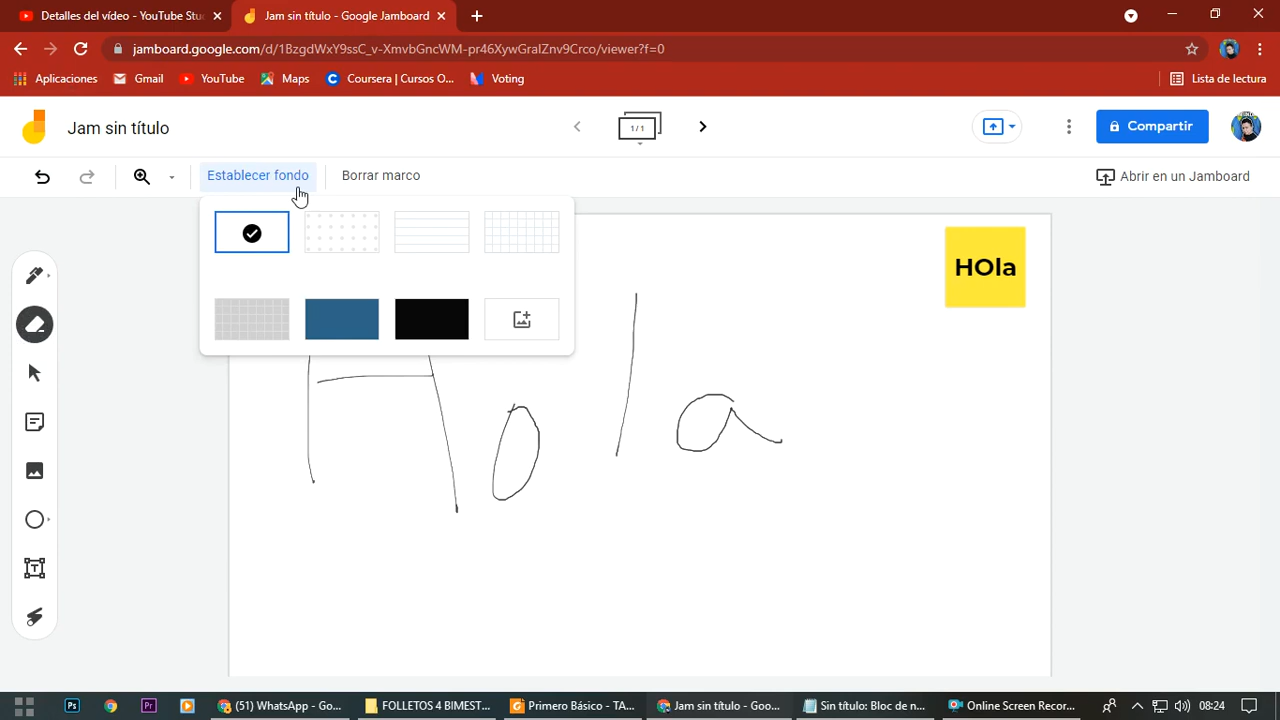 Detalles del vídeo - YouTube Stu
Jam sin título - Google Jamboard
jamboard.google.com/d/1BzgdWxY9ssC_v-XmvbGncWM-pr46XywGraIZnv9Crco/viewer?f=0
Aplicaciones Gmail YouTube Maps Coursera | Cursos O... Voting Lista de lectura
Jam sin título 1/1 Compartir
Establecer fondo Borrar marco Abrir en un Jamboard
HOla
Hola
Ps Pr (51) WhatsApp - Go... FOLLETOS 4 BIMEST... Primero Básico - TA... Jam sin título - Goo... Sin título: Bloc de n... Online Screen Recor... 08:24